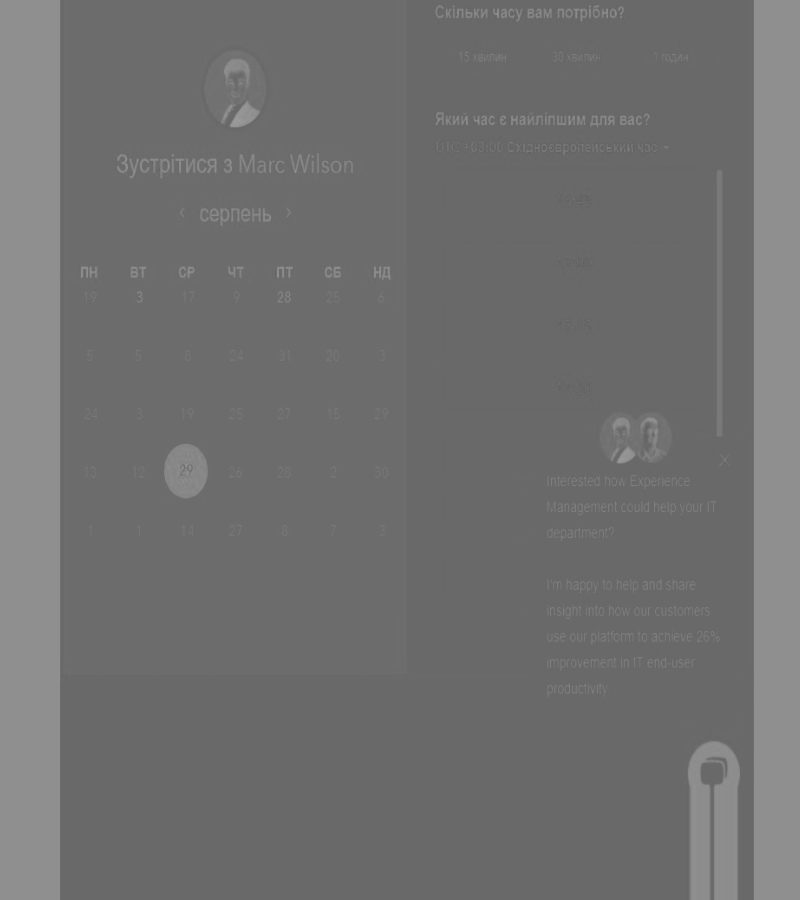 Зустрітися з Marc Wilson
серпень
ПН ВТ СР ЧТ ПТ СБ НД
19 3 17 9 28 25 6
5 5 8 24 31 20 3
24 3 19 25 27 15 29
13 12 29 26 28 2 30
1 1 14 27 8 7 3
Скільки часу вам потрібно?
15 хвилин 30 хвилин 1 годин
Який час є найліпшим для вас?
UTC +03:00 Східноєвропейський час
Interested how Experience
Management could help your IT
department?
I'm happy to help and share
insight into how our customers
use our platform to achieve 26%
improvement in IT end-user
productivity